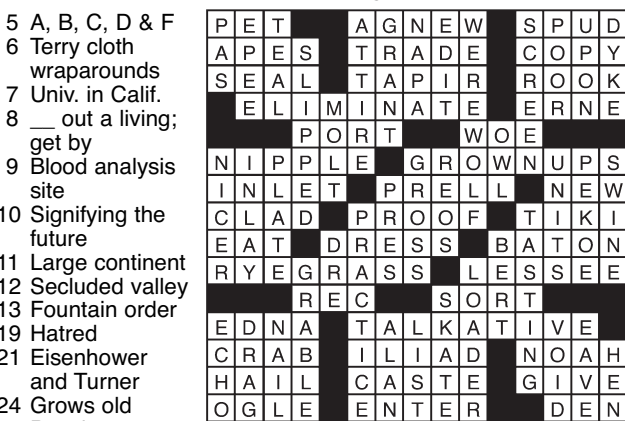 5 A, B, C, D & F
6 Terry cloth
wraparounds
7 Univ. in Calif.
8 __ out a living;
get by
9 Blood analysis
site
10 Signifying the
future
11 Large continent
12 Secluded valley
13 Fountain order
19 Hatred
21 Eisenhower
and Turner
24 Grows old
P E T A G N E W S P U D
A P E S T R A D E C O P Y
S E A L T A P I R R O O K
E L I M I N A T E E R N E
P O R T W O E
N I P P L E G R O W N U P S
I N L E T P R E L L N E W
C L A D P R O O F T I K I
E A T D R E S S B A T O N
R Y E G R A S S L E S S E E
R E C S O R T
E D N A T A L K A T I V E
C R A B I L I A D N O A H
H A I L C A S T E G I V E
O G L E E N T E R D E N